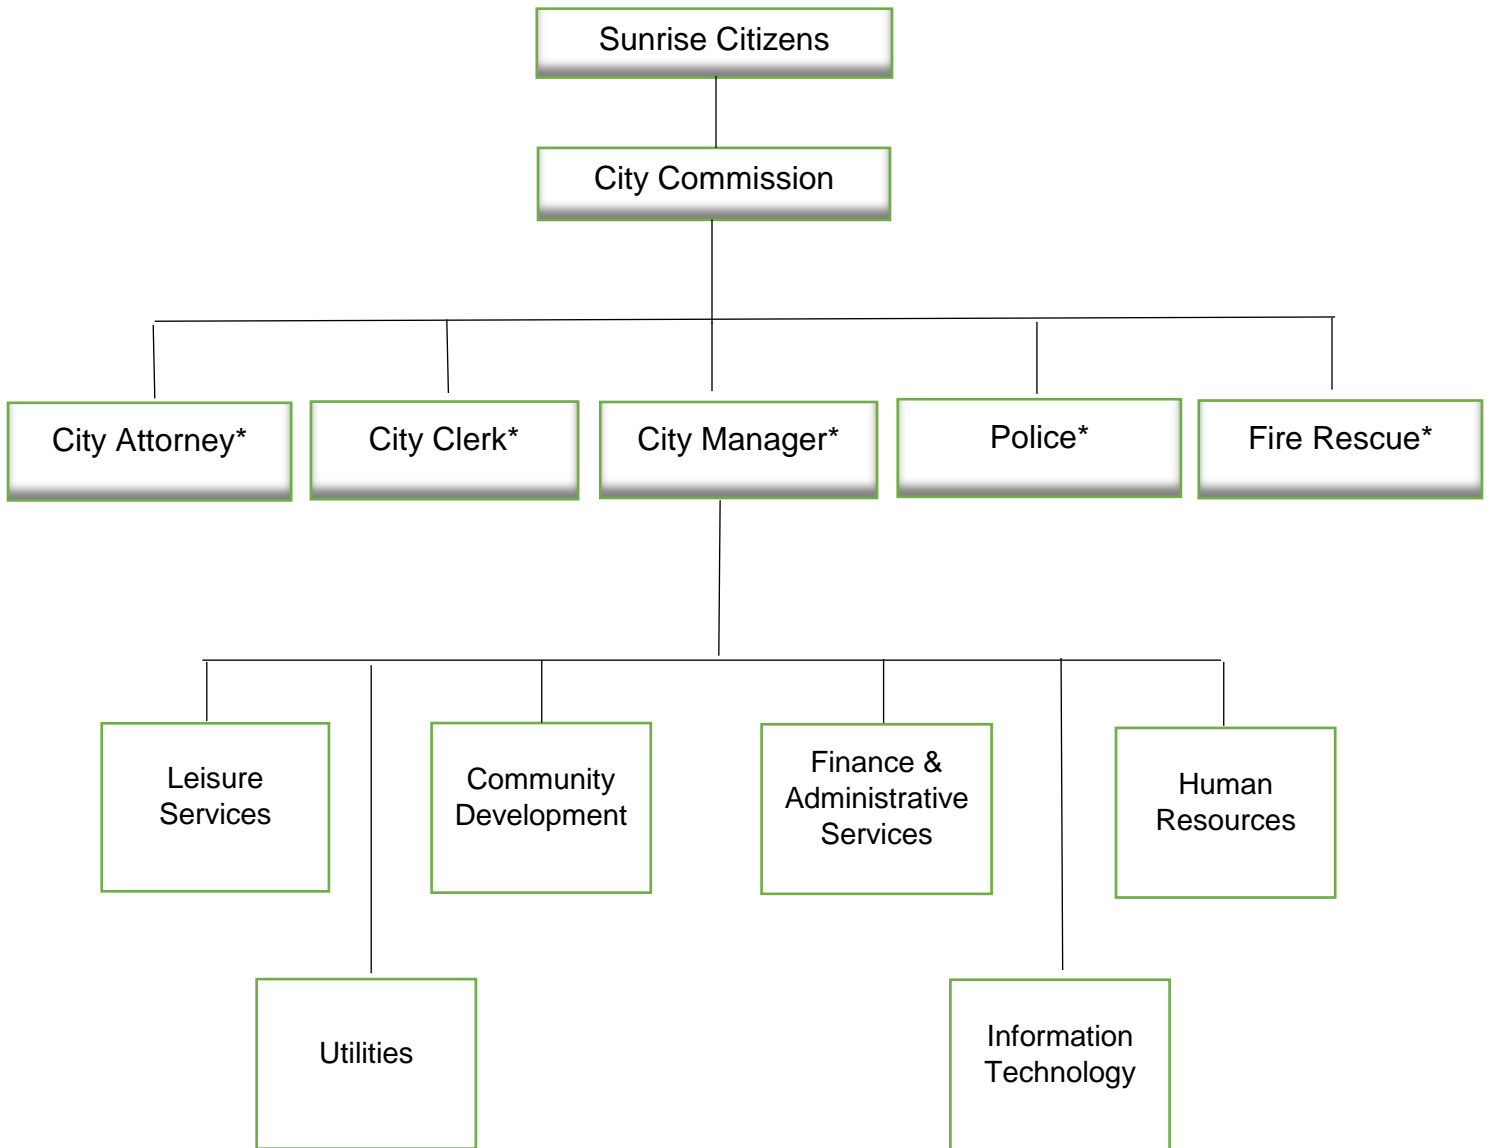 Sunrise Citizens
City Commission
City Attorney*
City Clerk*
City Manager*
Police*
Fire Rescue*
Leisure
Services
Community
Development
Finance &
Administrative
Services
Human
Resources
Utilities
Information
Technology